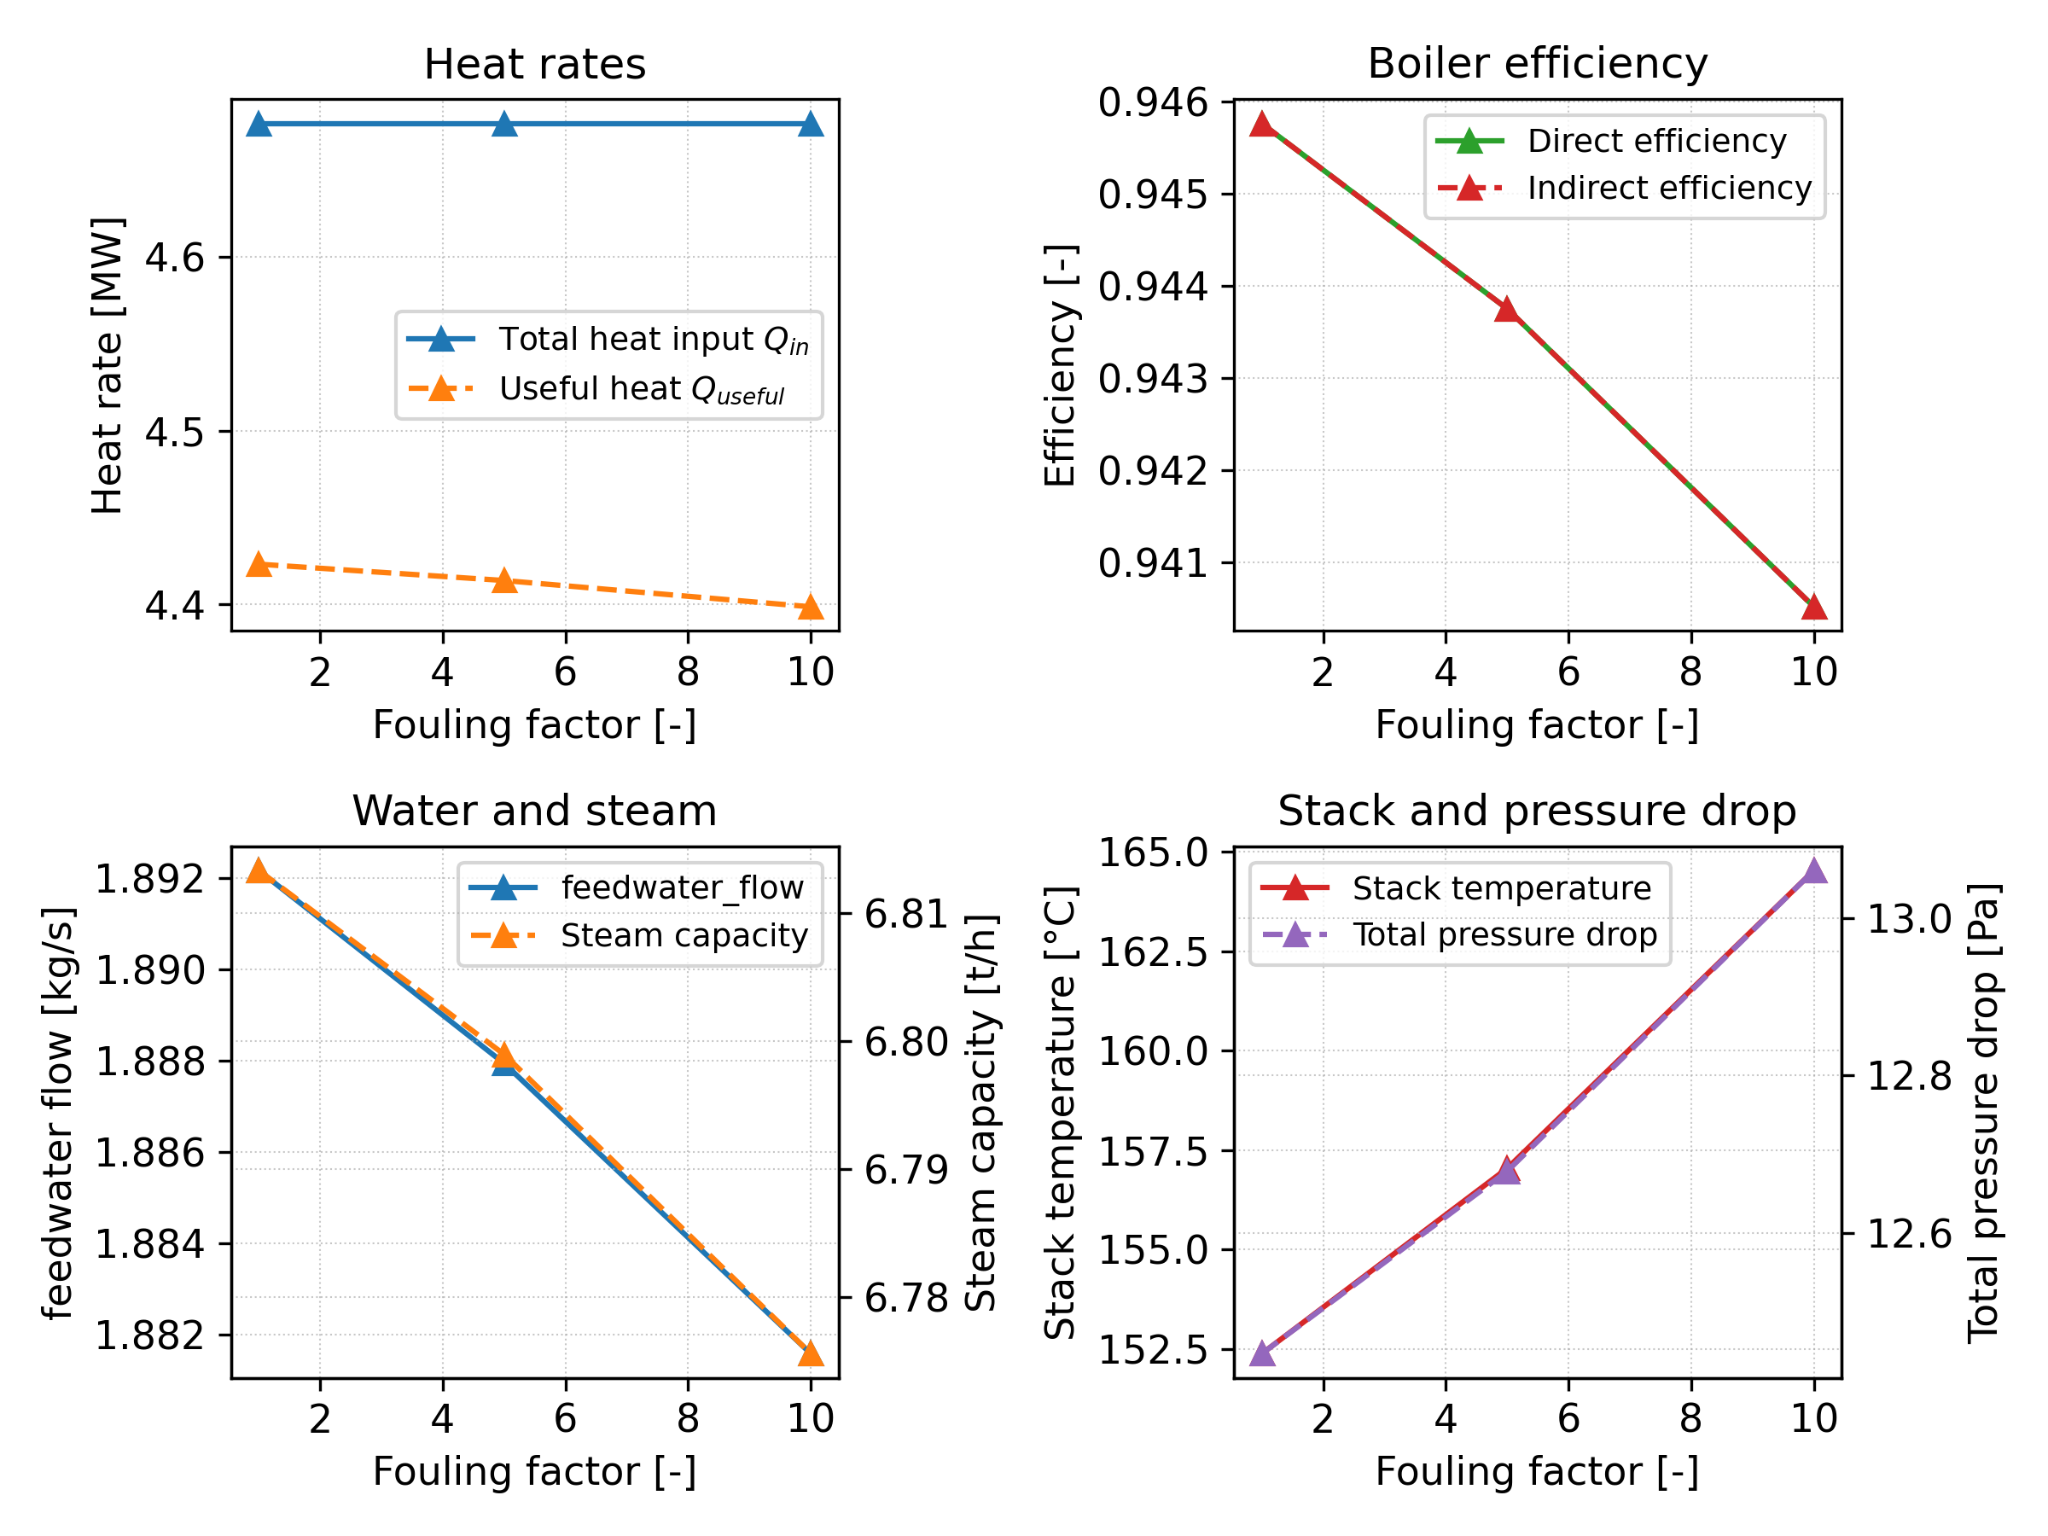 Heat rates
Heat rate [MW]
4.6
4.5
4.4
Total heat input Q_in
Useful heat Q_useful
2 4 6 8 10
Fouling factor [-]
Boiler efficiency
Efficiency [-]
0.946
0.945
0.944
0.943
0.942
0.941
Direct efficiency
Indirect efficiency
2 4 6 8 10
Fouling factor [-]
Water and steam
feedwater flow [kg/s]
1.892
1.890
1.888
1.886
1.884
1.882
feedwater_flow
Steam capacity
6.81
6.80
6.79
6.78
Steam capacity [t/h]
2 4 6 8 10
Fouling factor [-]
Stack and pressure drop
Stack temperature [°C]
165.0
162.5
160.0
157.5
155.0
152.5
Stack temperature
Total pressure drop
13.0
12.8
12.6
Total pressure drop [Pa]
2 4 6 8 10
Fouling factor [-]